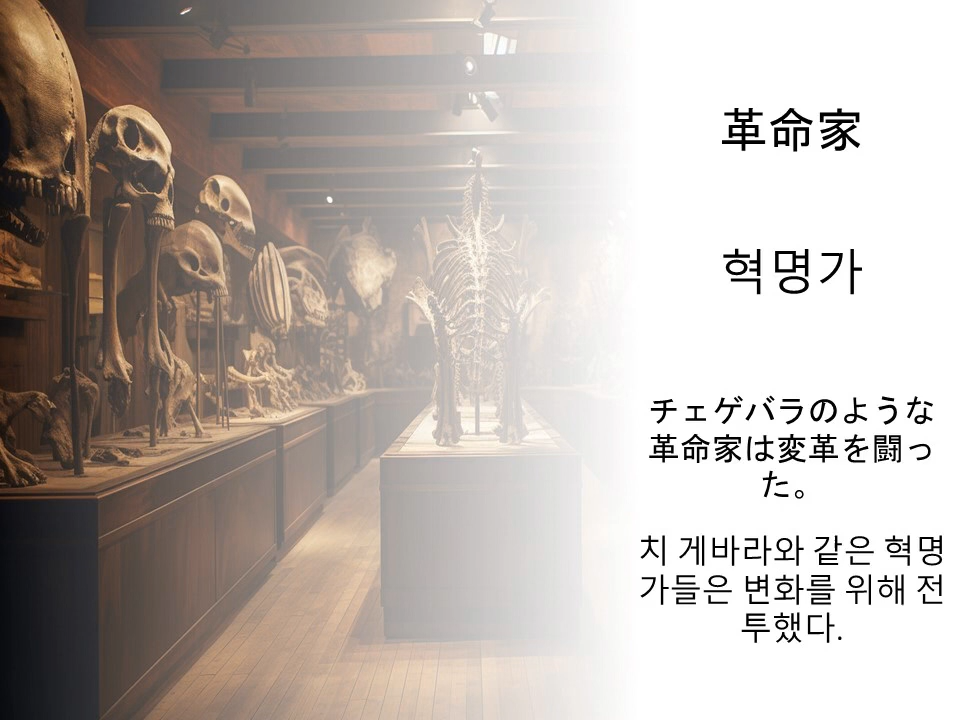 革命家
혁명가
チェゲバラのような
革命家は変革を闘っ
た。
치 게바라와 같은 혁명
가들은 변화를 위해 전
투했다.